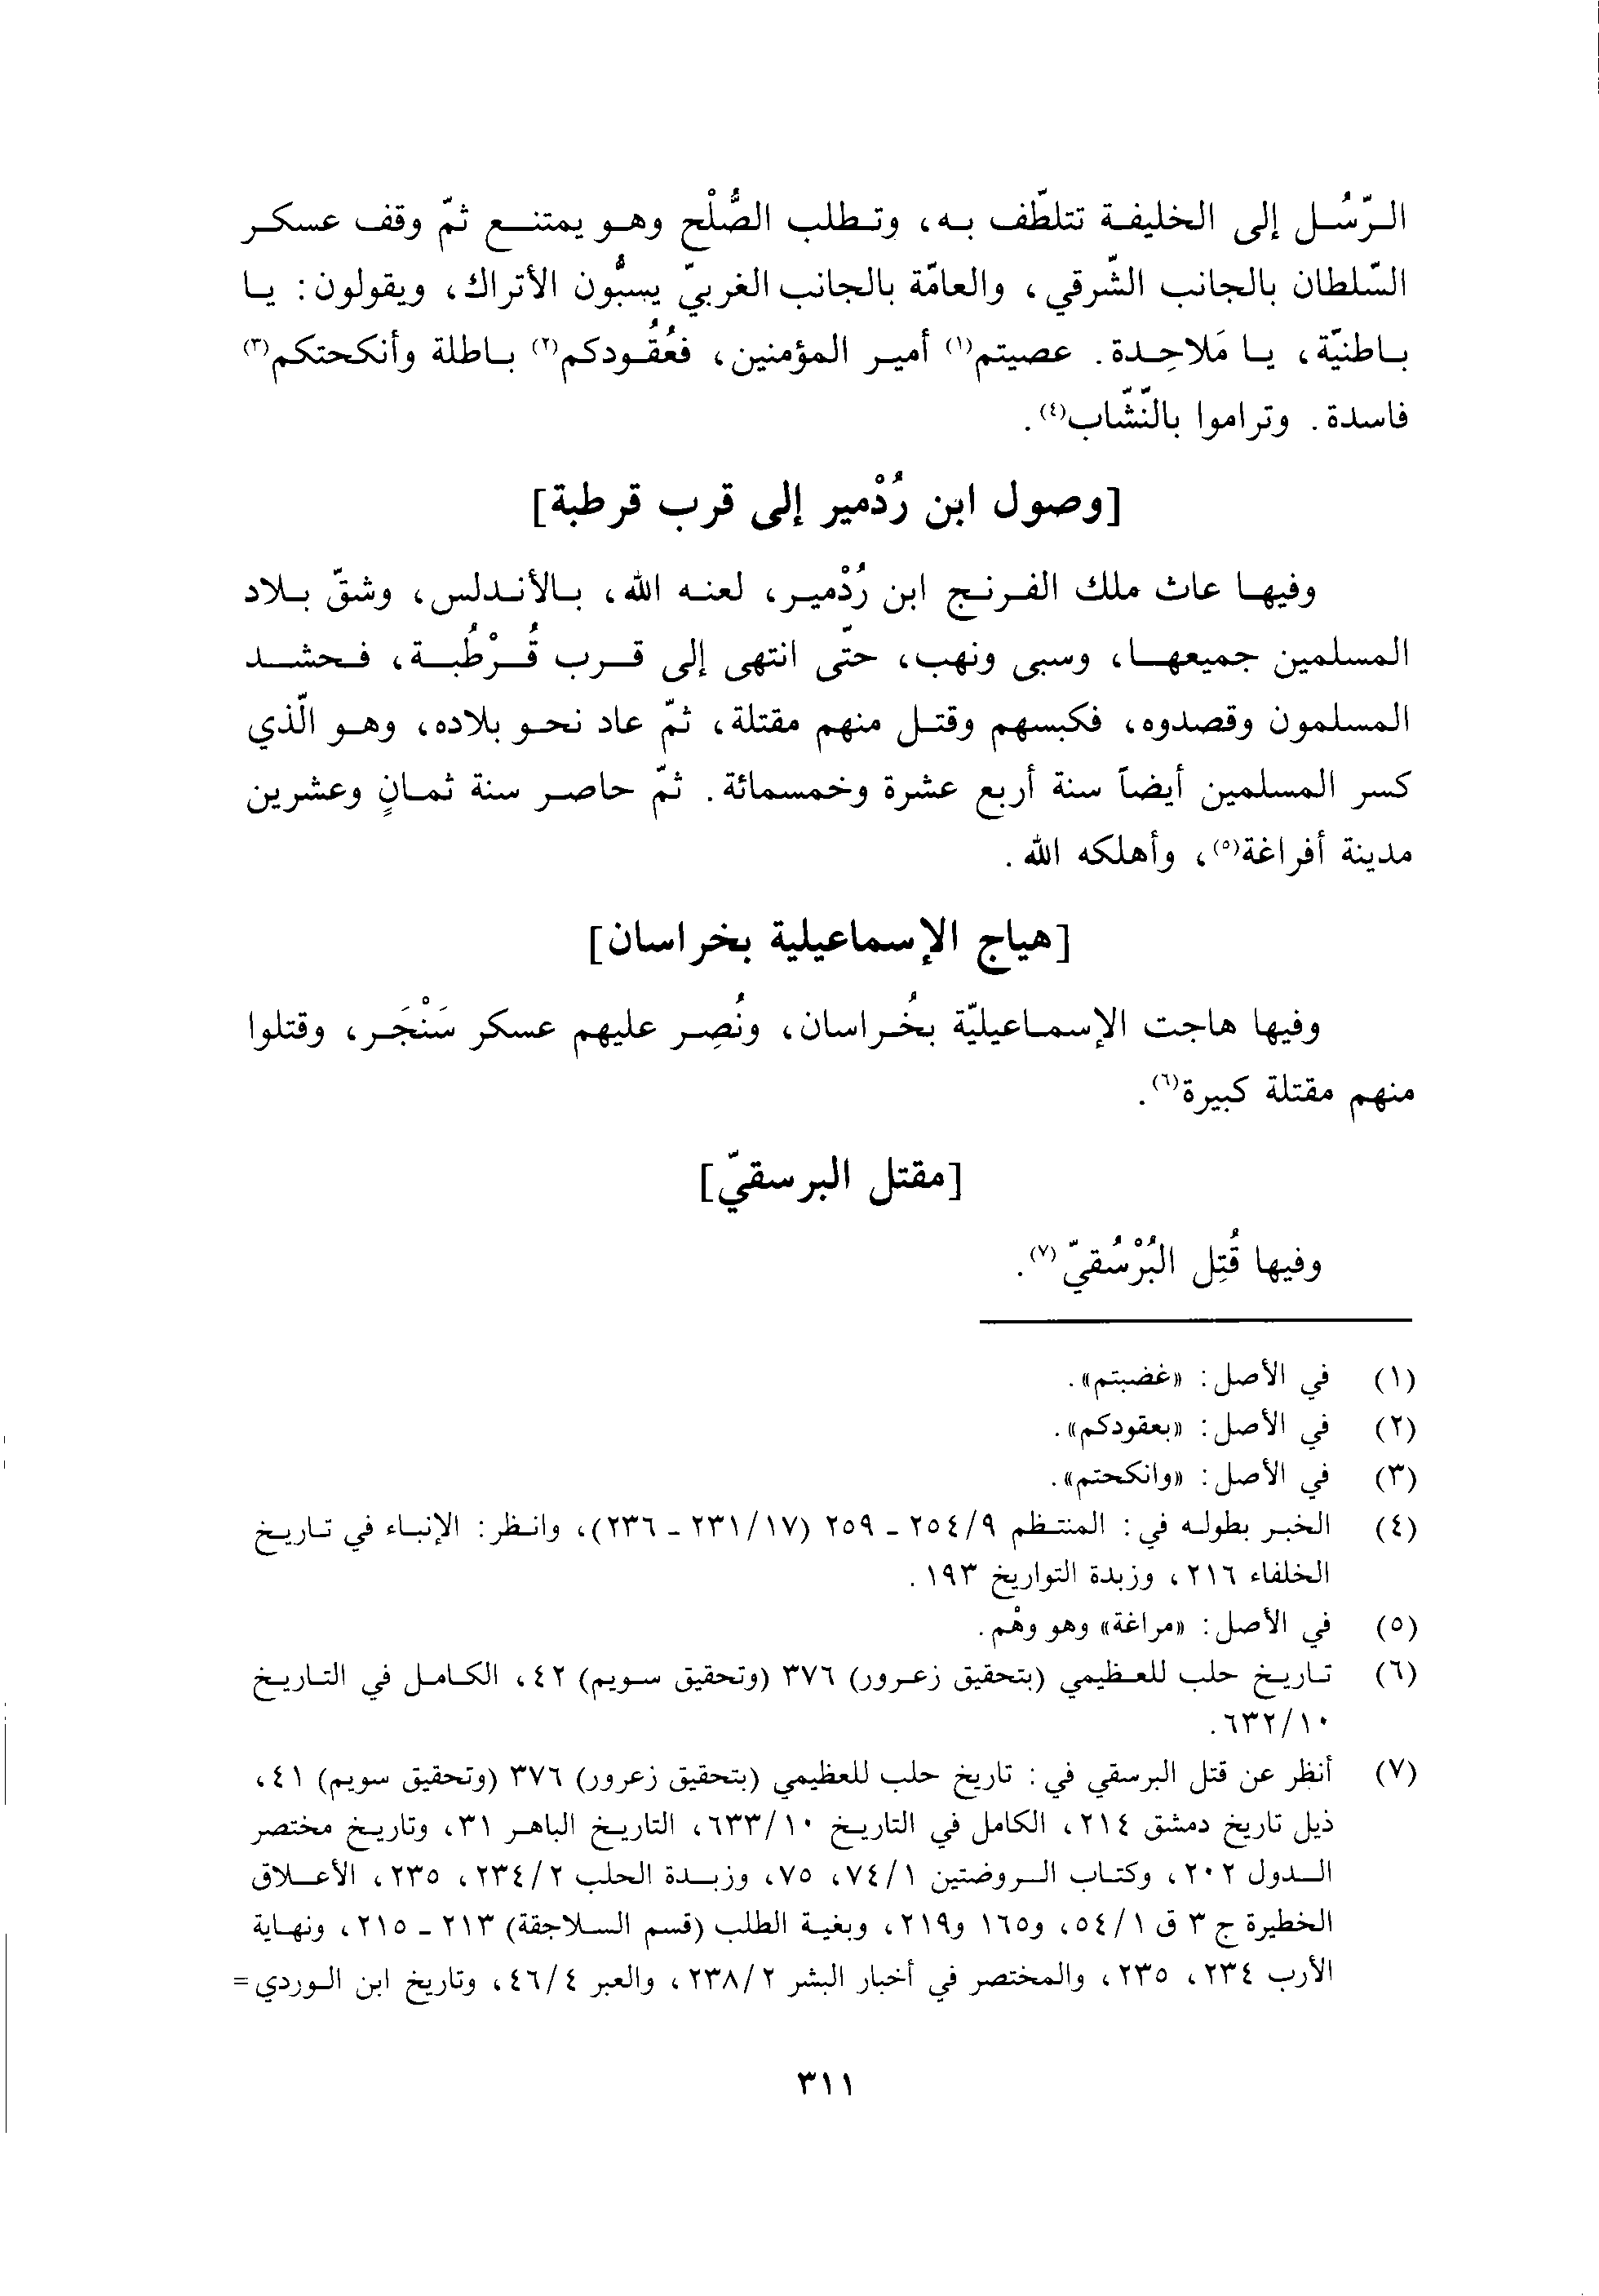 الرّسُل إلى الخليفة تتلطّف به، وتطلب الصُّلْح وهو يمتنع ثمّ وقف عسكر
السّلطان بالجانب الشّرقي، والعامّة بالجانب الغربيّ يسبُّون الأتراك، ويقولون: يا
باطنيّة، يا مَلاحِدة. عصيتم(١) أمير المؤمنين، فعُقُودكم(٢) باطلة وأنكحتكم(٣)
فاسدة. وتراموا بالنّشّاب(٤).
[وصول ابن رُدْمير إلى قرب قرطبة]
وفيها عاث ملك الفرنج ابن رُدْمير، لعنه الله، بالأندلس، وشقّ بلاد
المسلمين جميعها، وسبى ونهب، حتّى انتهى إلى قرب قُرْطُبة، فحشد
المسلمون وقصدوه، فكبسهم وقتل منهم مقتلة، ثمّ عاد نحو بلاده، وهو الّذي
كسر المسلمين أيضاً سنة أربع عشرة وخمسمائة. ثمّ حاصر سنة ثمانٍ وعشرين
مدينة أفراغة(٥)، وأهلكه الله.
[هياج الإسماعيلية بخراسان]
وفيها هاجت الإسماعيليّة بخُراسان، ونُصِر عليهم عسكر سَنْجَر، وقتلوا
منهم مقتلة كبيرة(٦).
[مقتل البرسقيّ]
وفيها قُتِل البُرْسُقيّ(٧).
(١) في الأصل: «غضبتم».
(٢) في الأصل: «بعقودكم».
(٣) في الأصل: «وانكحتم».
(٤) الخبر بطوله في: المنتظم ٢٥٤/٩ - ٢٥٩ (٢٣١/١٧ - ٢٣٦)، وانظر: الإنباء في تاريخ
الخلفاء ٢١٦، وزبدة التواريخ ١٩٣.
(٥) في الأصل: «مراغة» وهو وهْم.
(٦) تاريخ حلب للعظيمي (بتحقيق زعرور) ٣٧٦ (وتحقيق سويم) ٤٢، الكامل في التاريخ
٦٣٢/١٠.
(٧) أنظر عن قتل البرسقي في: تاريخ حلب للعظيمي (بتحقيق زعرور) ٣٧٦ (وتحقيق سويم) ٤١،
ذيل تاريخ دمشق ٢١٤، الكامل في التاريخ ٦٣٣/١٠، التاريخ الباهر ٣١، وتاريخ مختصر
الدول ٢٠٢، وكتاب الروضتين ٧٤/١، ٧٥، وزبدة الحلب ٢٣٤/٢، ٢٣٥، الأعلاق
الخطيرة ج ٣ ق ٥٤/١، و١٦٥ و٢١٩، وبغية الطلب (قسم السلاجقة) ٢١٣ - ٢١٥، ونهاية
الأرب ٢٣٤، ٢٣٥، والمختصر في أخبار البشر ٢٣٨/٢، والعبر ٤٦/٤، وتاريخ ابن الوردي =
٣١١